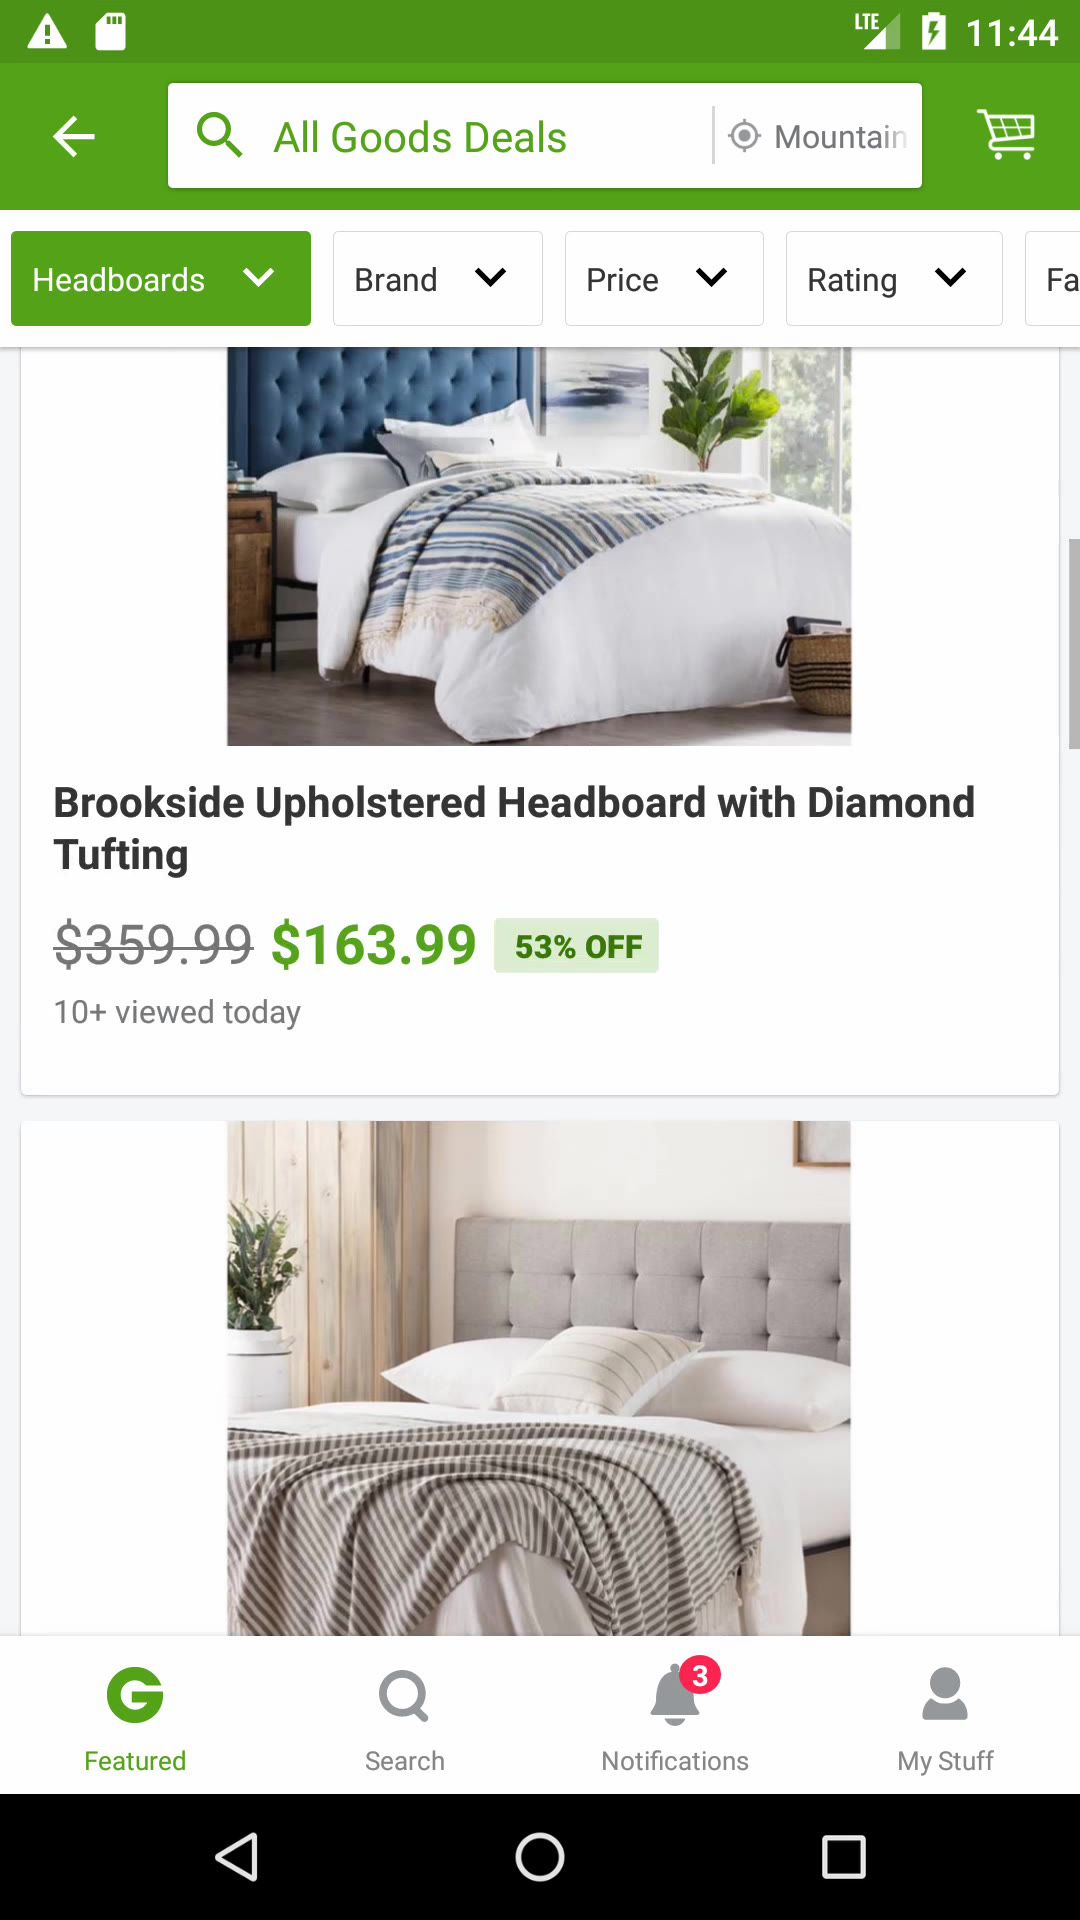 LTE 11:44
All Goods Deals Mountain
Headboards Brand Price Rating Fa
Brookside Upholstered Headboard with Diamond
Tufting
$359.99 $163.99 53% OFF
10+ viewed today
3
Featured Search Notifications My Stuff